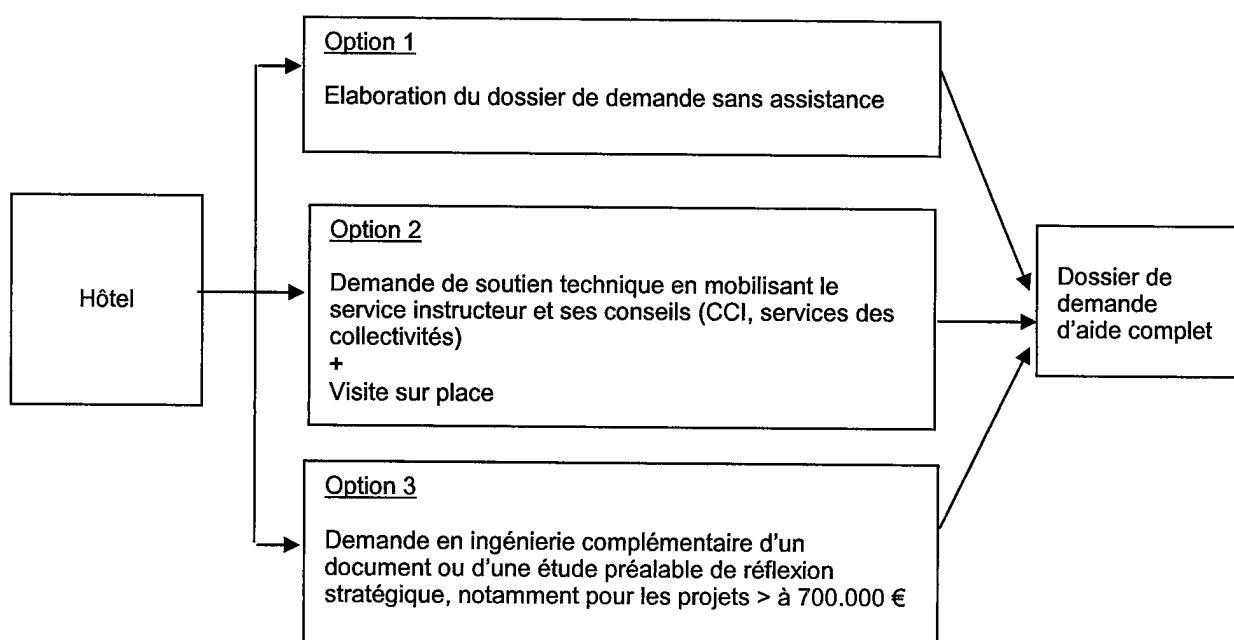 Option 1
Elaboration du dossier de demande sans assistance
Hôtel
Option 2
Demande de soutien technique en mobilisant le
service instructeur et ses conseils (CCI, services des
collectivités)
+
Visite sur place
Option 3
Demande en ingénierie complémentaire d'un
document ou d'une étude préalable de réflexion
stratégique, notamment pour les projets > à 700.000 €
Dossier de
demande
d'aide complet